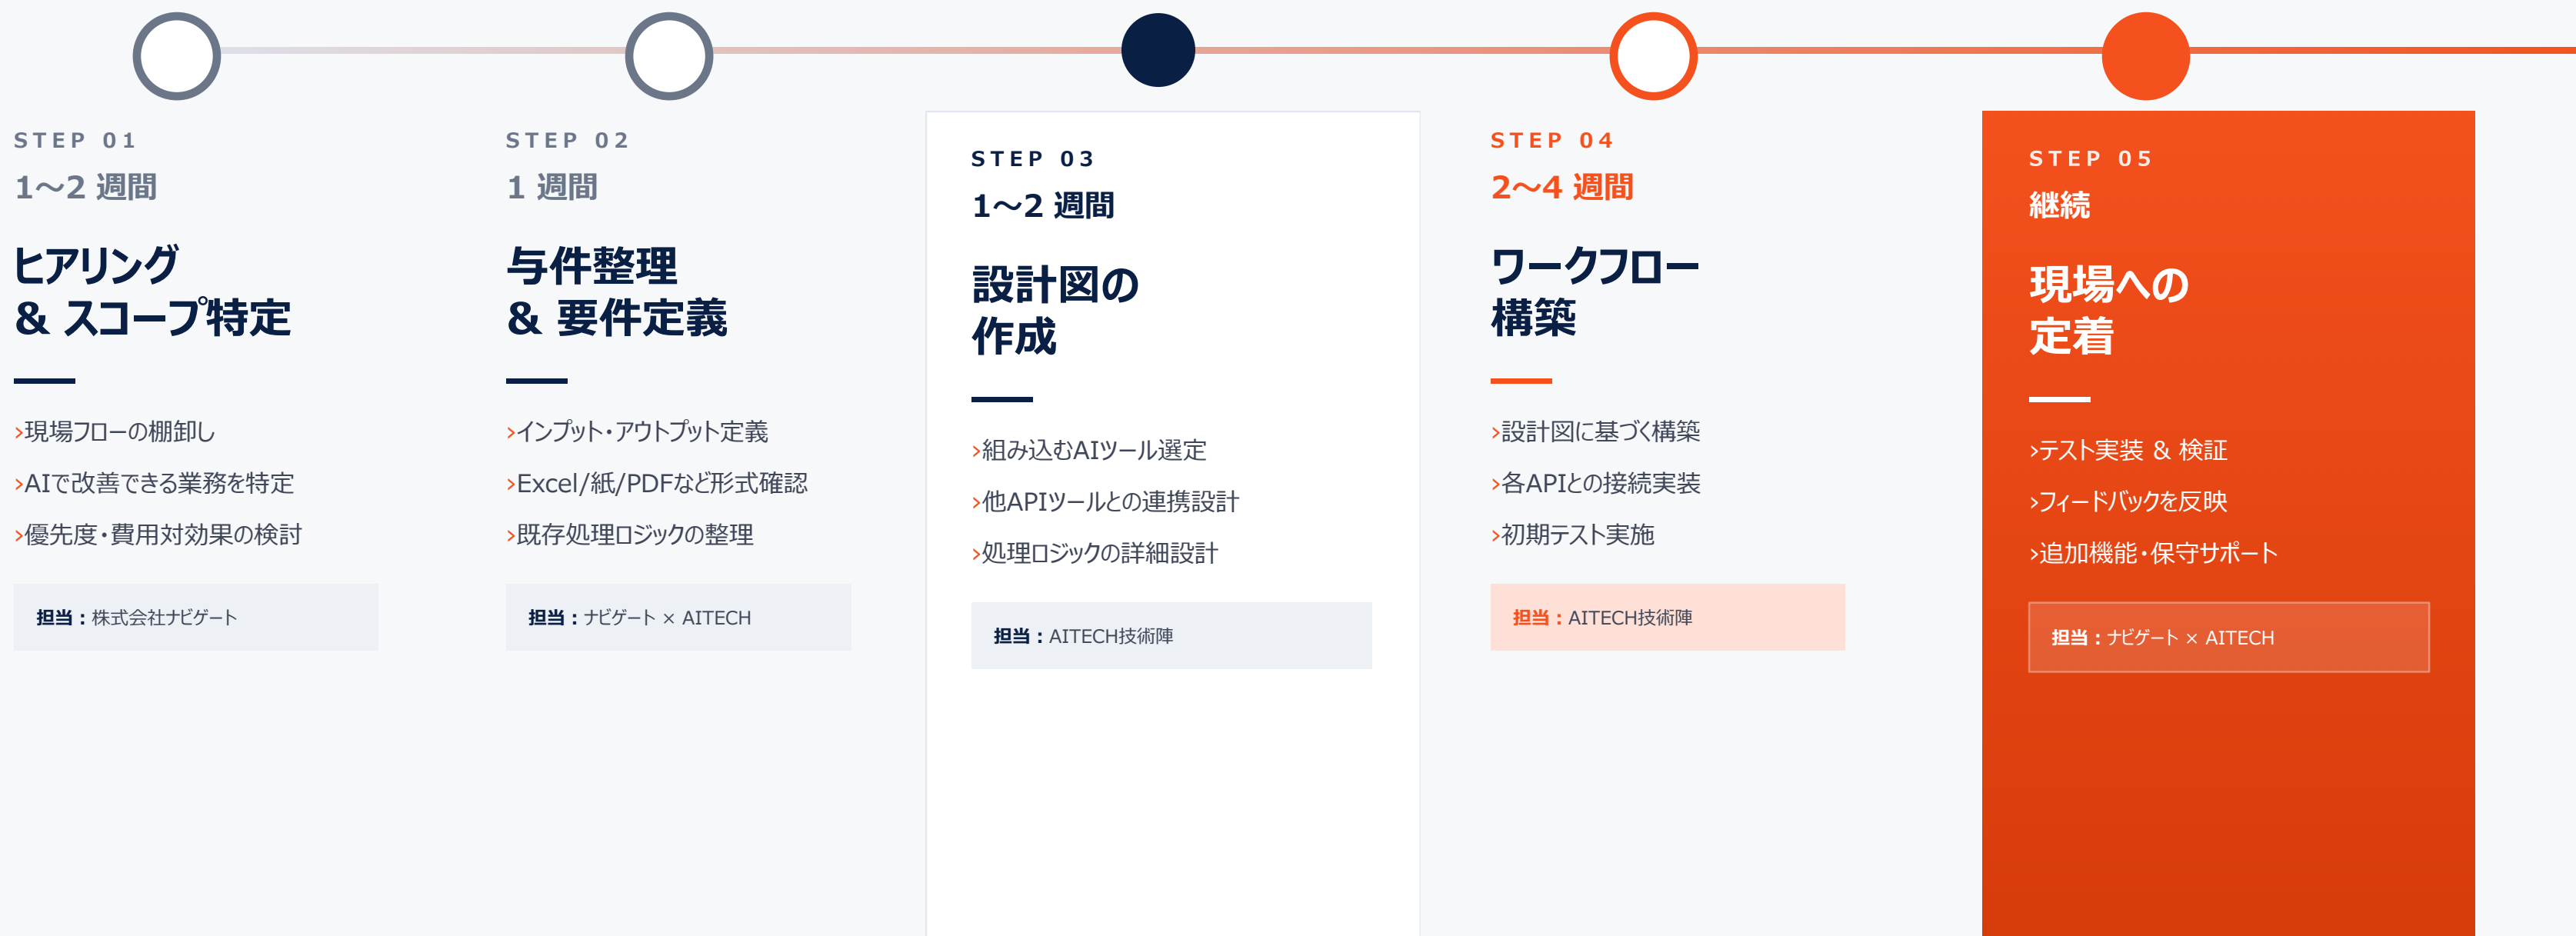 STEP 01
1～2 週間
ヒアリング
& スコープ特定
›現場フローの棚卸し
›AIで改善できる業務を特定
›優先度・費用対効果の検討
担当：株式会社ナビゲート
STEP 02
1 週間
与件整理
& 要件定義
›インプット・アウトプット定義
›Excel/紙/PDFなど形式確認
›既存処理ロジックの整理
担当：ナビゲート × AITECH
STEP 03
1～2 週間
設計図の
作成
›組み込むAIツール選定
›他APIツールとの連携設計
›処理ロジックの詳細設計
担当：AITECH技術陣
STEP 04
2～4 週間
ワークフロー
構築
›設計図に基づく構築
›各APIとの接続実装
›初期テスト実施
担当：AITECH技術陣
STEP 05
継続
現場への
定着
›テスト実装 & 検証
›フィードバックを反映
›追加機能・保守サポート
担当：ナビゲート × AITECH